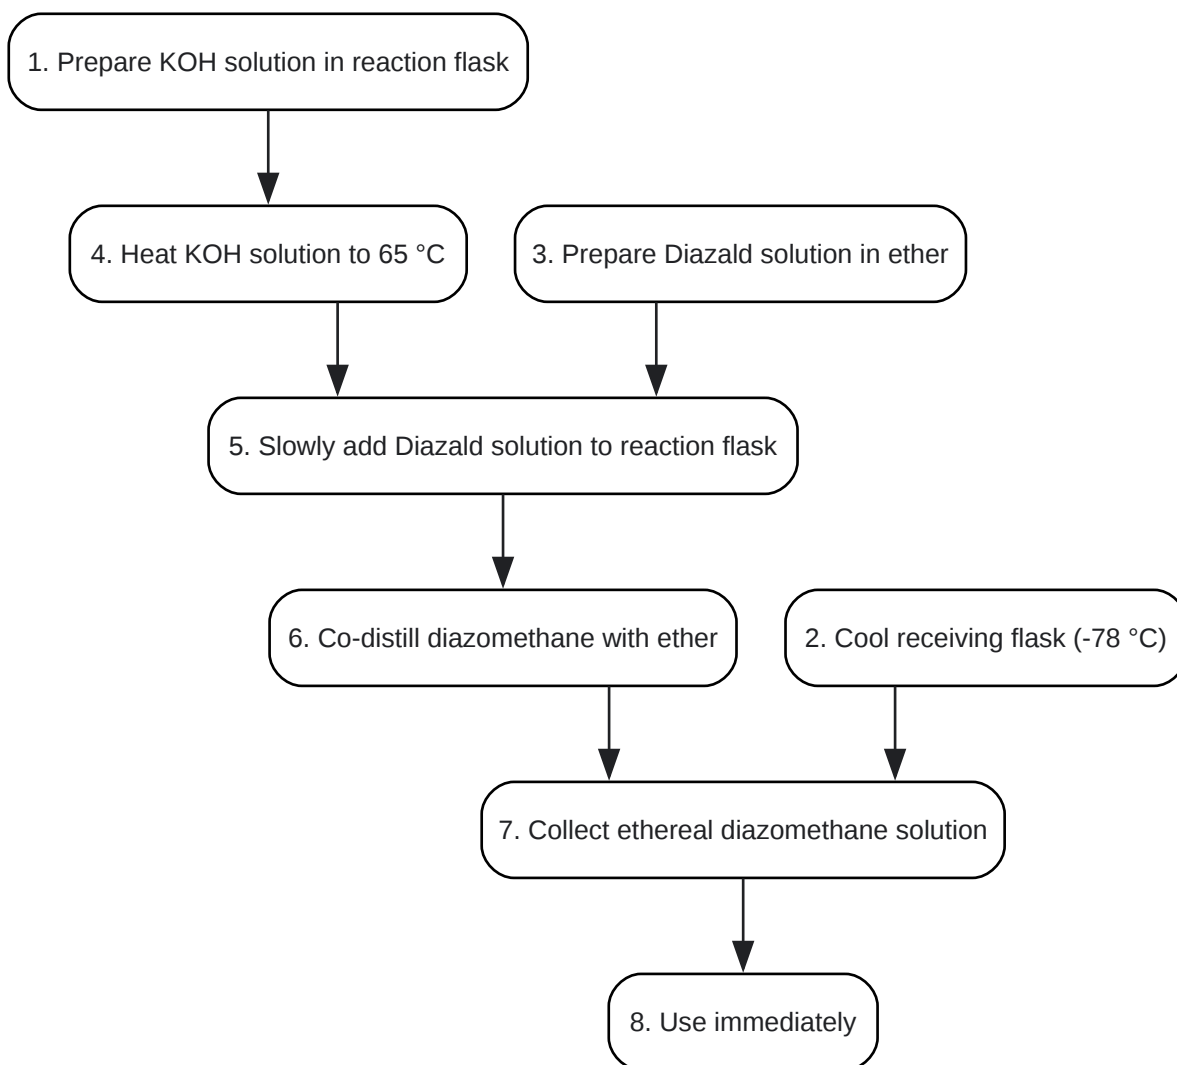 1. Prepare KOH solution in reaction flask
4. Heat KOH solution to 65 °C
3. Prepare Diazald solution in ether
5. Slowly add Diazald solution to reaction flask
6. Co-distill diazomethane with ether
2. Cool receiving flask (-78 °C)
7. Collect ethereal diazomethane solution
8. Use immediately